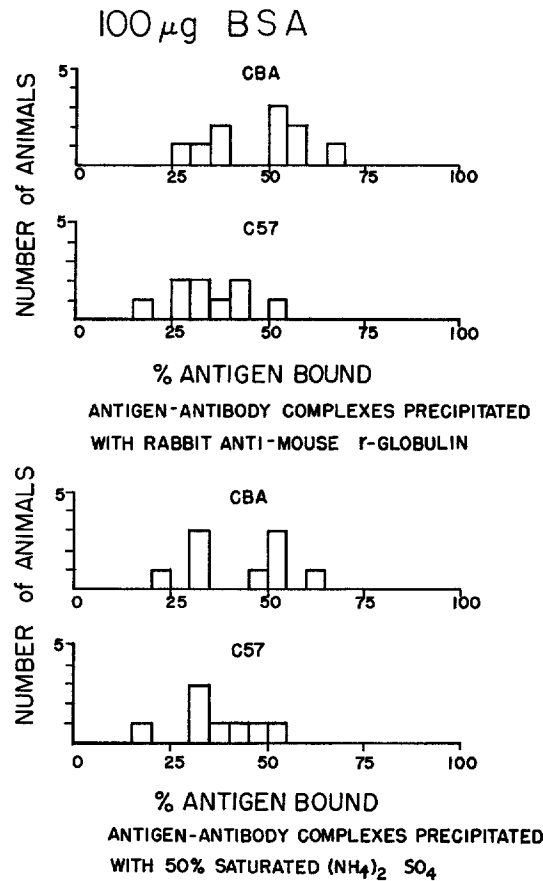 100 µg BSA
CBA
5
0 25 50 75 100
C57
5
0 25 50 75 100
NUMBER of ANIMALS
% ANTIGEN BOUND
ANTIGEN-ANTIBODY COMPLEXES PRECIPITATED
WITH RABBIT ANTI-MOUSE r-GLOBULIN
CBA
5
0 25 50 75 100
C57
5
0 25 50 75 100
NUMBER of ANIMALS
% ANTIGEN BOUND
ANTIGEN-ANTIBODY COMPLEXES PRECIPITATED
WITH 50% SATURATED (NH₄)₂ SO₄